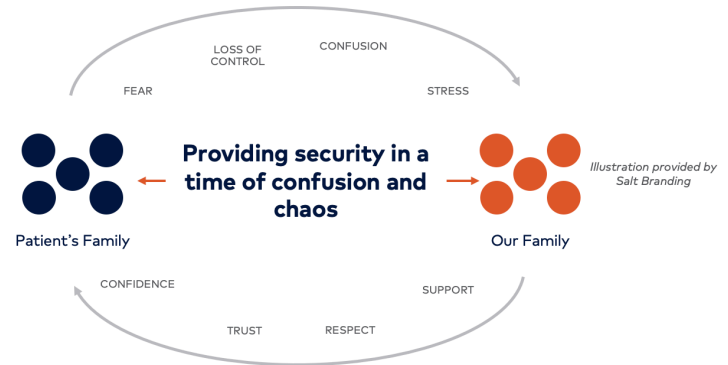 CONFUSION
LOSS OF
CONTROL
FEAR
STRESS
Providing security in a
time of confusion and
chaos
Illustration provided by
Salt Branding
Patient's Family
Our Family
CONFIDENCE
SUPPORT
TRUST
RESPECT